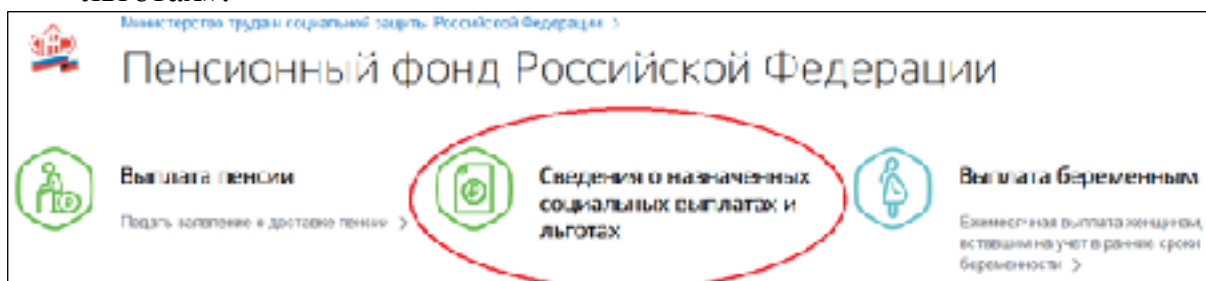 льготах».
Министерство труда и социальной защиты Российской Федерации >
Пенсионный фонд Российской Федерации
Выплата пенсии
Подать заявление о доставке пенсии >
Сведения о назначенных
социальных выплатах и
льготах
Выплата беременным
Ежемесячная выплата женщинам,
вставшим на учет в ранние сроки
беременности >